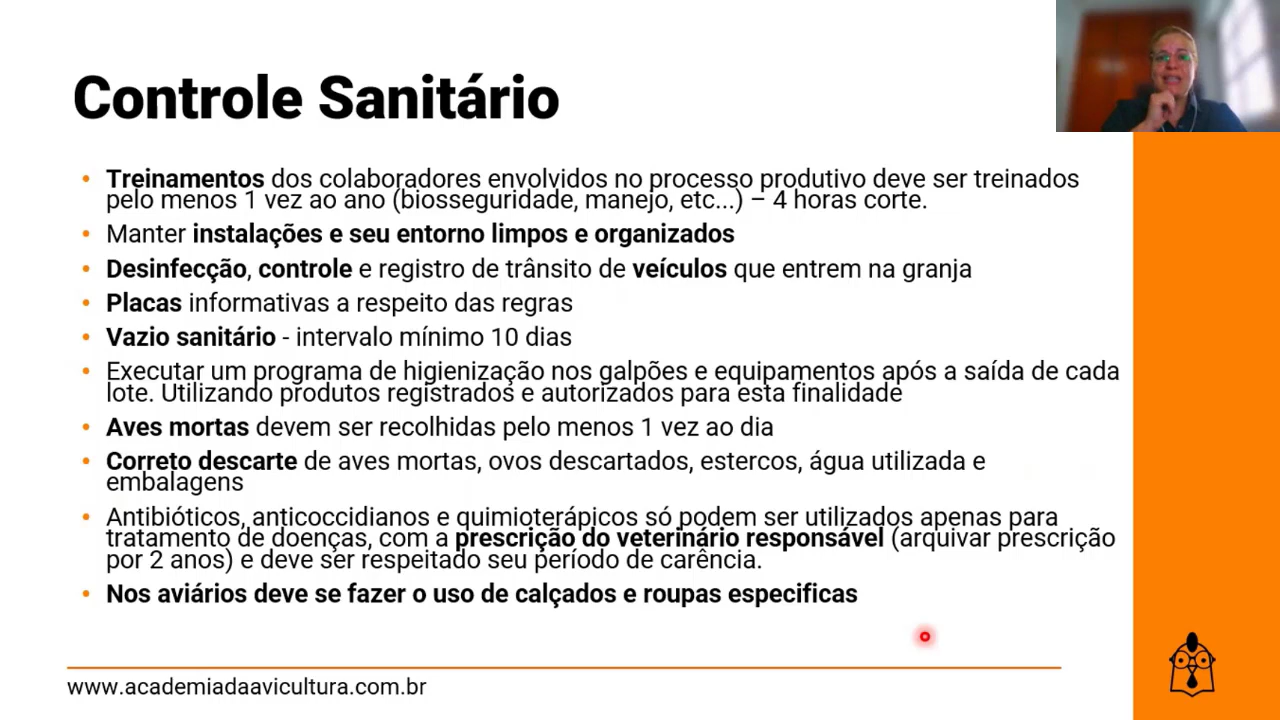 Controle Sanitário
• Treinamentos dos colaboradores envolvidos no processo produtivo deve ser treinados
pelo menos 1 vez ao ano (biosseguridade, manejo, etc...) – 4 horas corte.
• Manter instalações e seu entorno limpos e organizados
• Desinfecção, controle e registro de trânsito de veículos que entrem na granja
• Placas informativas a respeito das regras
• Vazio sanitário - intervalo mínimo 10 dias
• Executar um programa de higienização nos galpões e equipamentos após a saída de cada
lote. Utilizando produtos registrados e autorizados para esta finalidade
• Aves mortas devem ser recolhidas pelo menos 1 vez ao dia
• Correto descarte de aves mortas, ovos descartados, estercos, água utilizada e
embalagens
• Antibióticos, anticoccidianos e quimioterápicos só podem ser utilizados apenas para
tratamento de doenças, com a prescrição do veterinário responsável (arquivar prescrição
por 2 anos) e deve ser respeitado seu período de carência.
• Nos aviários deve se fazer o uso de calçados e roupas especificas
www.academiadaavicultura.com.br